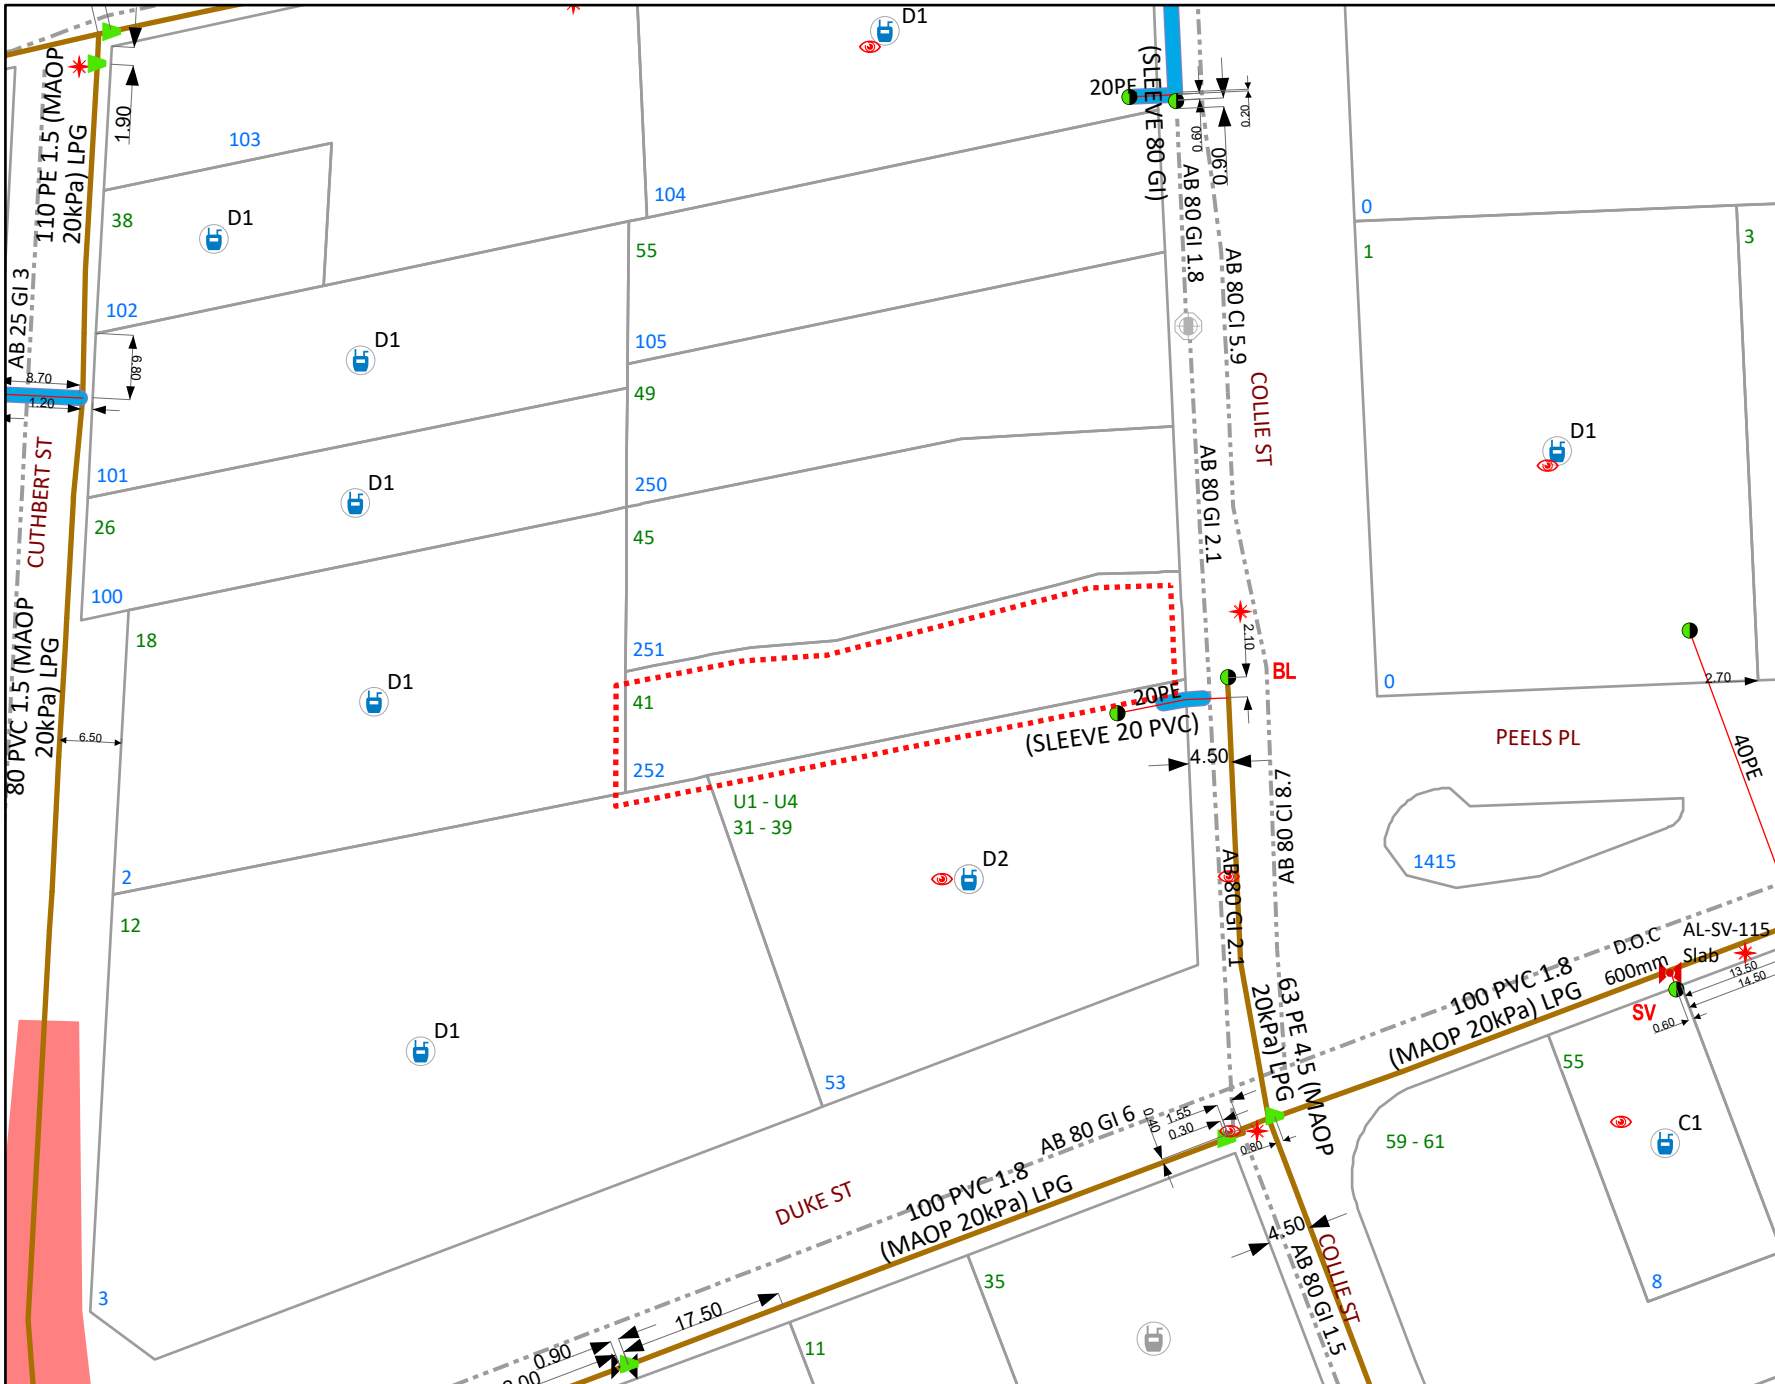 D1
20PE
(SLEEVE 80 GI)
0.20
0.60
0.90
110 PE 1.5 (MAOP
20kPa) LPG
1.90
103
38
D1
104
55
AB 80 GI 1.8
0
1
3
AB 25 GI 3
102
D1
105
AB 80 CI 5.9
6.80
8.70
1.20
49
COLLIE ST
D1
CUTHBERT ST
101
D1
250
AB 80 GI 2.1
26
45
100
18
80 PVC 1.5 (MAOP
20kPa) LPG
251
2.10
BL
D1
41
20PE
0
2.70
(SLEEVE 20 PVC)
6.50
4.50
PEELS PL
40PE
252
U1 - U4
31 - 39
AB 80 CI 8.7
D2
1415
2
AB 80 GI 2.1
12
D.O.C
600mm
AL-SV-115
Slab
13.50
14.50
100 PVC 1.8
(MAOP 20kPa) LPG
SV
0.60
63 PE 4.5 (MAOP
20kPa) LPG
D1
53
55
C1
59 - 61
AB 80 GI 6
0.40
1.55
0.30
0.80
DUKE ST
100 PVC 1.8
(MAOP 20kPa) LPG
4.50
COLLIE ST
AB 80 GI 1.5
35
8
3
17.50
0.90
11